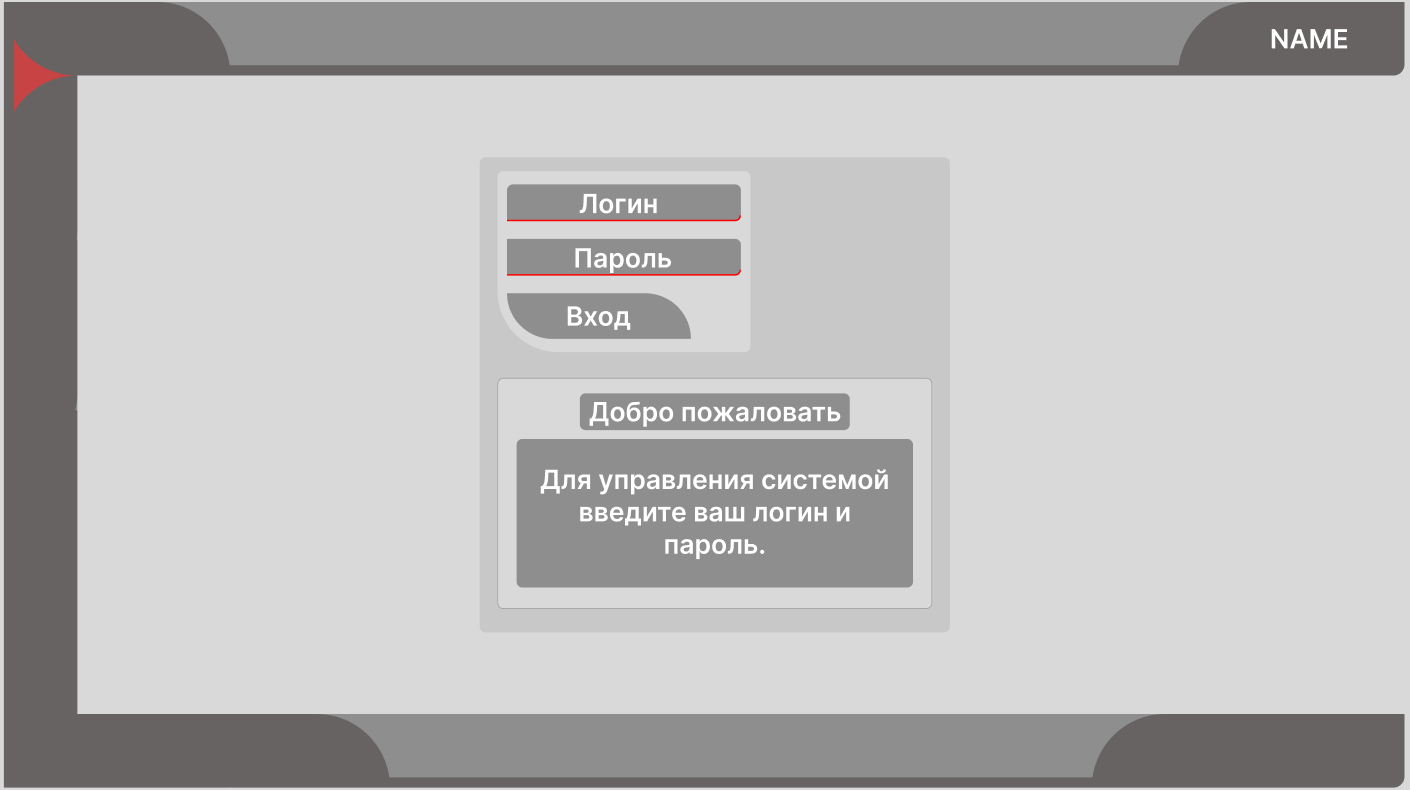 NAME
Логин
Пароль
Вход
Добро пожаловать
Для управления системой
введите ваш логин и
пароль.